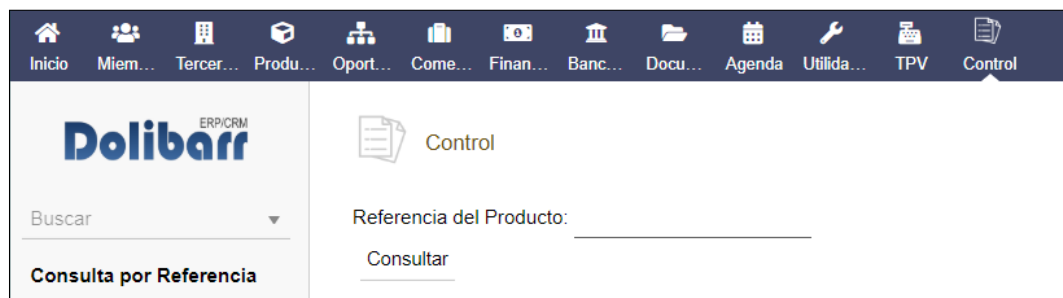 Inicio Miem... Tercer... Produ... Oport... Come... Finan... Banc... Docu... Agenda Utilida... TPV Control
Dolibarr ERP/CRM
Control
Buscar
Referencia del Producto:
Consultar
Consulta por Referencia